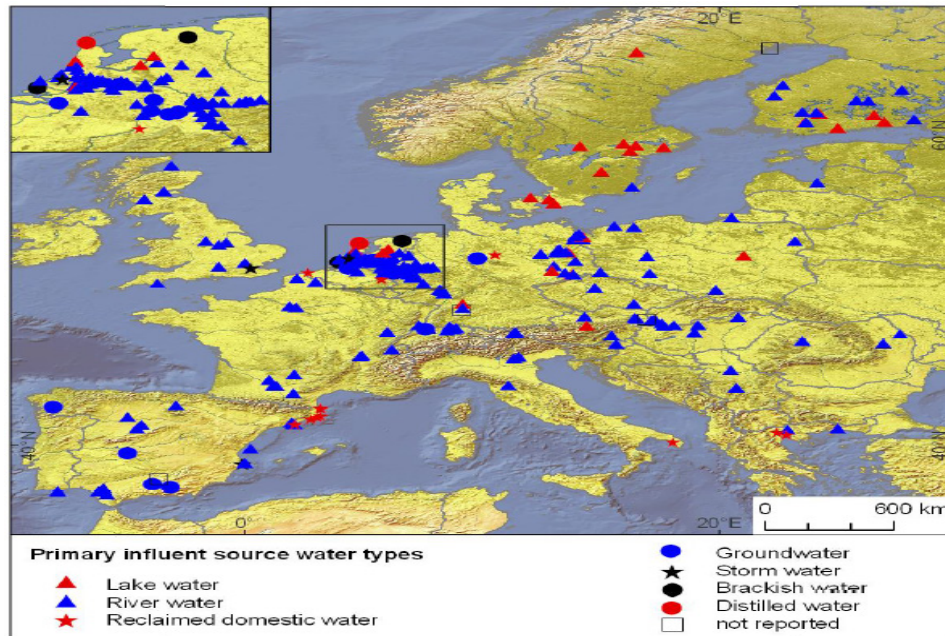 20°E
60°N
40°N
40°N
0°
20°E
0 600 km
Primary influent source water types
Lake water
River water
Reclaimed domestic water
Groundwater
Storm water
Brackish water
Distilled water
not reported